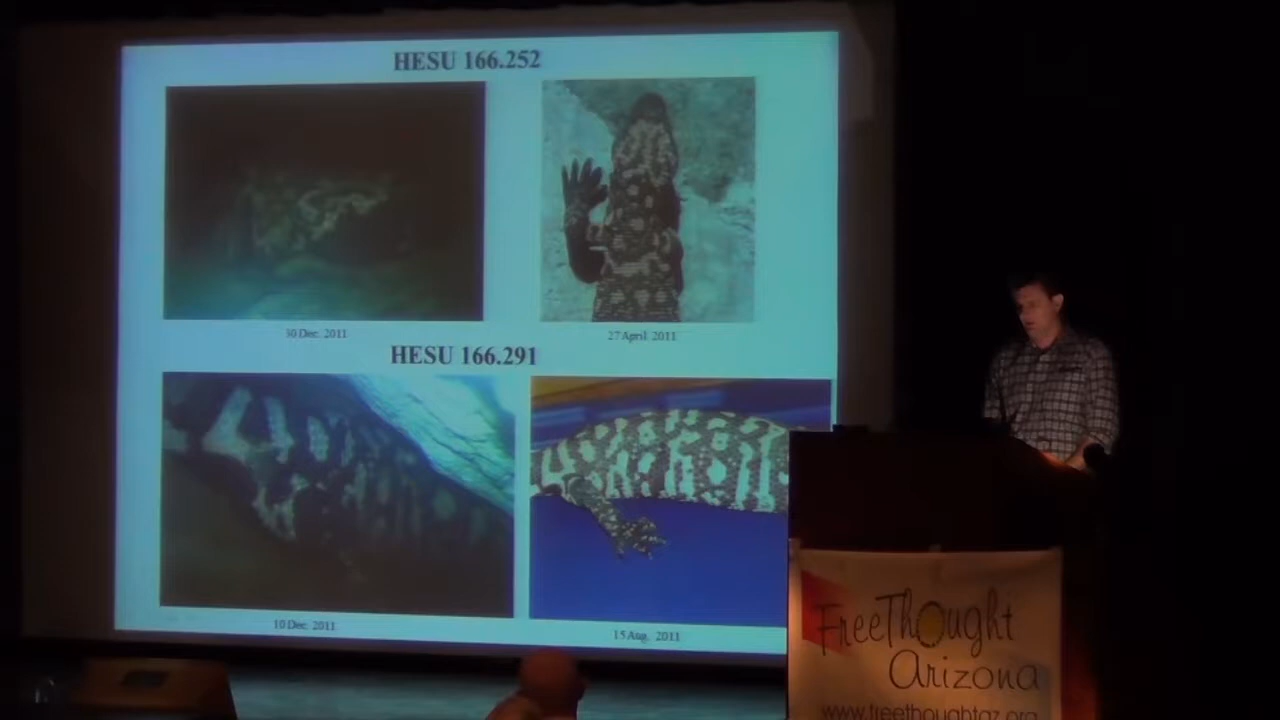 HESU 166.252
30 Dec. 2011
27 April 2011
HESU 166.291
10 Dec. 2011
15 Aug. 2011
FreeThought
Arizona
www.freethoughtaz.org